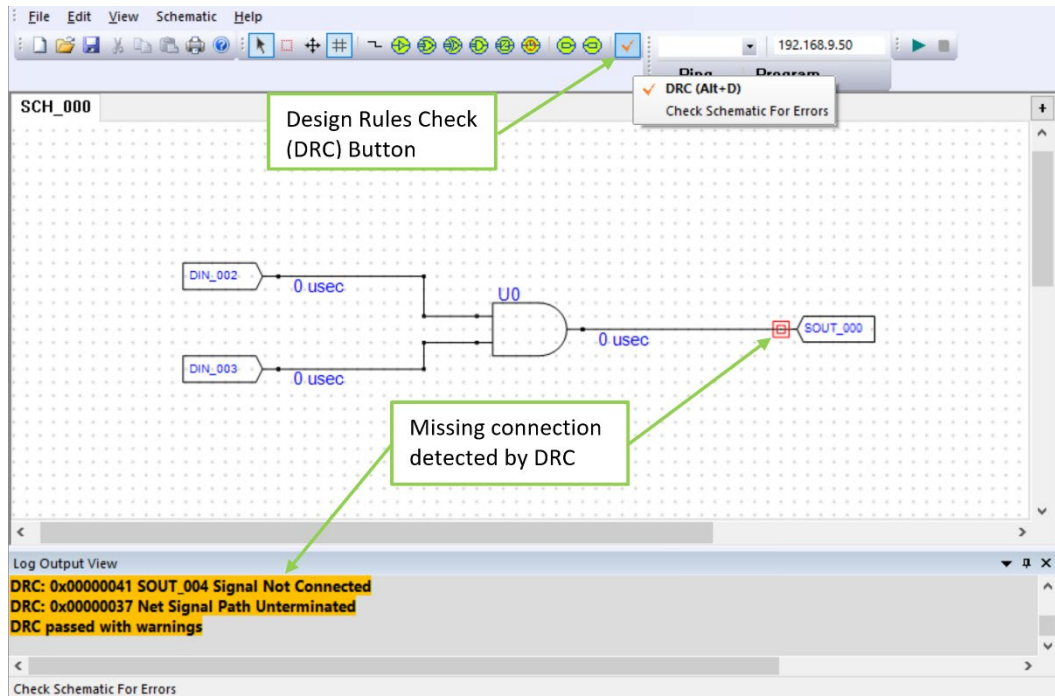 File Edit View Schematic Help
192.168.9.50
Ping Program
DRC (Alt+D)
Check Schematic For Errors
SCH_000
Design Rules Check
(DRC) Button
DIN_002
0 usec
U0
0 usec
SOUT_000
DIN_003
0 usec
Missing connection
detected by DRC
Log Output View
DRC: 0x00000041 SOUT_004 Signal Not Connected
DRC: 0x00000037 Net Signal Path Unterminated
DRC passed with warnings
Check Schematic For Errors